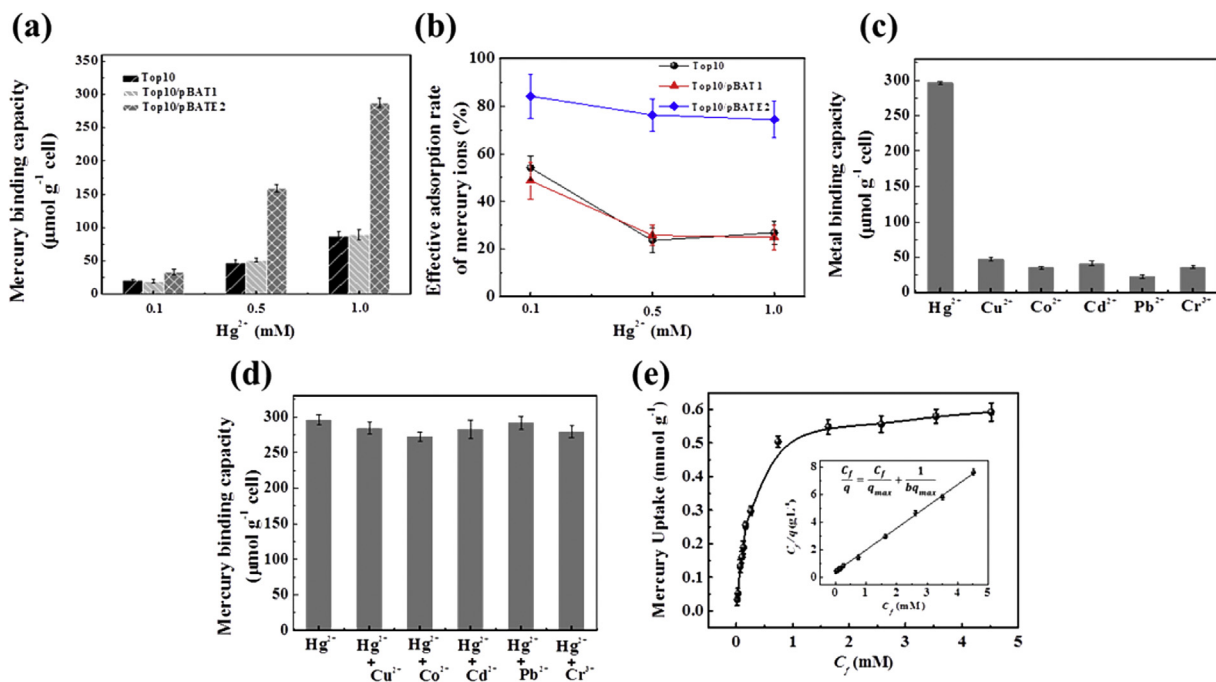 (a)
Mercury binding capacity
(μmol g⁻¹ cell)
350
300
250
200
150
100
50
0
Top10
Top10/pBAT1
Top10/pBATE2
0.1
0.5
1.0
Hg²⁻ (mM)
(b)
Effective adsorption rate
of mercury ions (%)
100
80
60
40
20
0
Top10
Top10/pBAT1
Top10/pBATE2
0.1
0.5
1.0
Hg²⁻ (mM)
(c)
Metal binding capacity
(μmol g⁻¹ cell)
300
250
200
150
100
50
0
Hg²⁻ Cu²⁻ Co²⁻ Cd²⁻ Pb²⁻ Cr³⁻
(d)
Mercury binding capacity
(μmol g⁻¹ cell)
300
250
200
150
100
50
0
Hg²⁻ Hg²⁻ Hg²⁻ Hg²⁻ Hg²⁻ Hg²⁻
+ + + + +
Cu²⁻ Co²⁻ Cd²⁻ Pb²⁻ Cr³⁻
(e)
Mercury Uptake (mmol g⁻¹)
0.6
0.5
0.4
0.3
0.2
0.1
0.0
0 1 2 3 4 5
C_f (mM)
C_f/q = C_f/q_max + 1/bq_max
C_f/q (gL⁻¹)
8
6
4
2
0
0 1 2 3 4 5
C_f (mM)